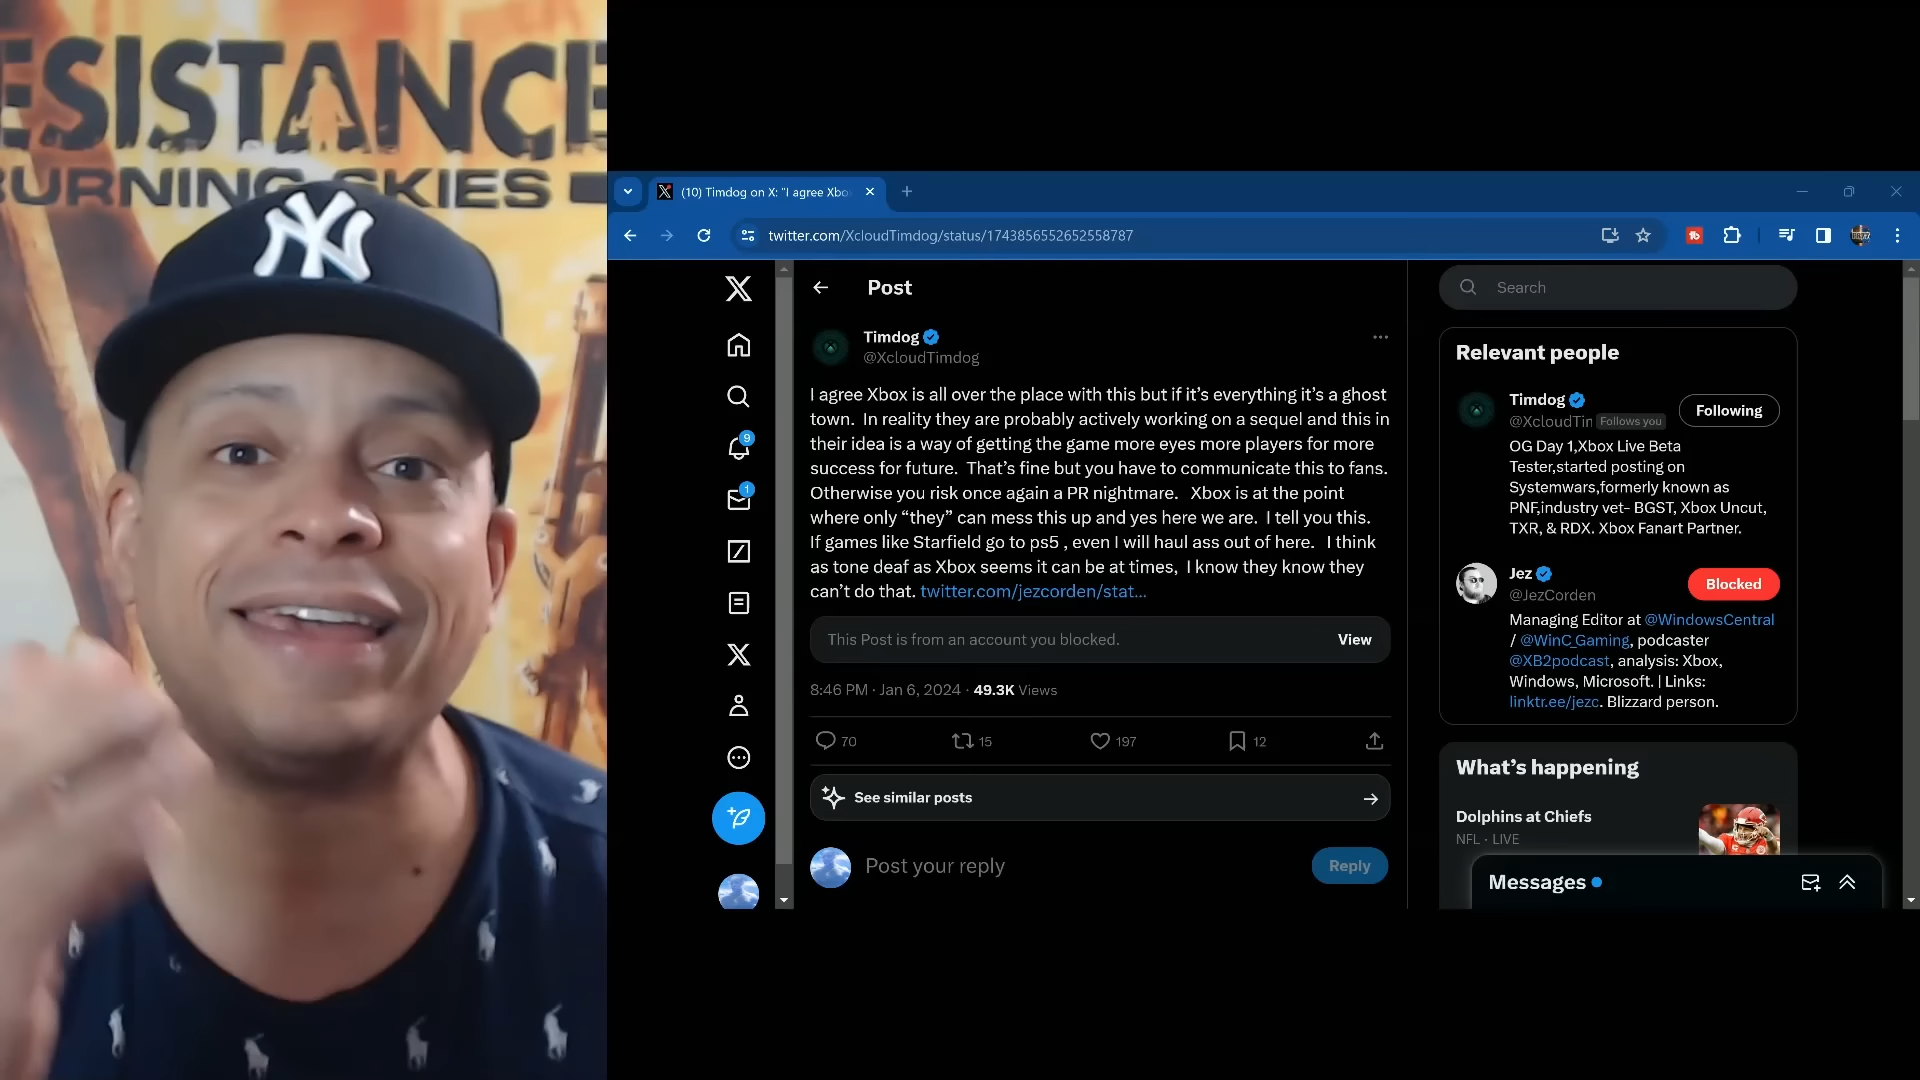 ESISTANCE
BURNING SKIES
NY
(10) Timdog on X: "I agree Xbo
twitter.com/XcloudTimdog/status/1743856552652558787
9
1
Post
Timdog
@XcloudTimdog
I agree Xbox is all over the place with this but if it's everything it's a ghost
town. In reality they are probably actively working on a sequel and this in
their idea is a way of getting the game more eyes more players for more
success for future. That's fine but you have to communicate this to fans.
Otherwise you risk once again a PR nightmare. Xbox is at the point
where only “they” can mess this up and yes here we are. I tell you this.
If games like Starfield go to ps5 , even I will haul ass out of here. I think
as tone deaf as Xbox seems it can be at times, I know they know they
can't do that. twitter.com/jezcorden/stat...
This Post is from an account you blocked. View
8:46 PM · Jan 6, 2024 · 49.3K Views
70 15 197 12
See similar posts
Post your reply
Reply
Search
Relevant people
Timdog
@XcloudTin Follows you
Following
OG Day 1,Xbox Live Beta
Tester,started posting on
Systemwars,formerly known as
PNF,industry vet- BGST, Xbox Uncut,
TXR, & RDX. Xbox Fanart Partner.
Jez
@JezCorden
Blocked
Managing Editor at @WindowsCentral
/ @WinC_Gaming, podcaster
@XB2podcast, analysis: Xbox,
Windows, Microsoft. | Links:
linktr.ee/jezc. Blizzard person.
What's happening
Dolphins at Chiefs
NFL · LIVE
Messages